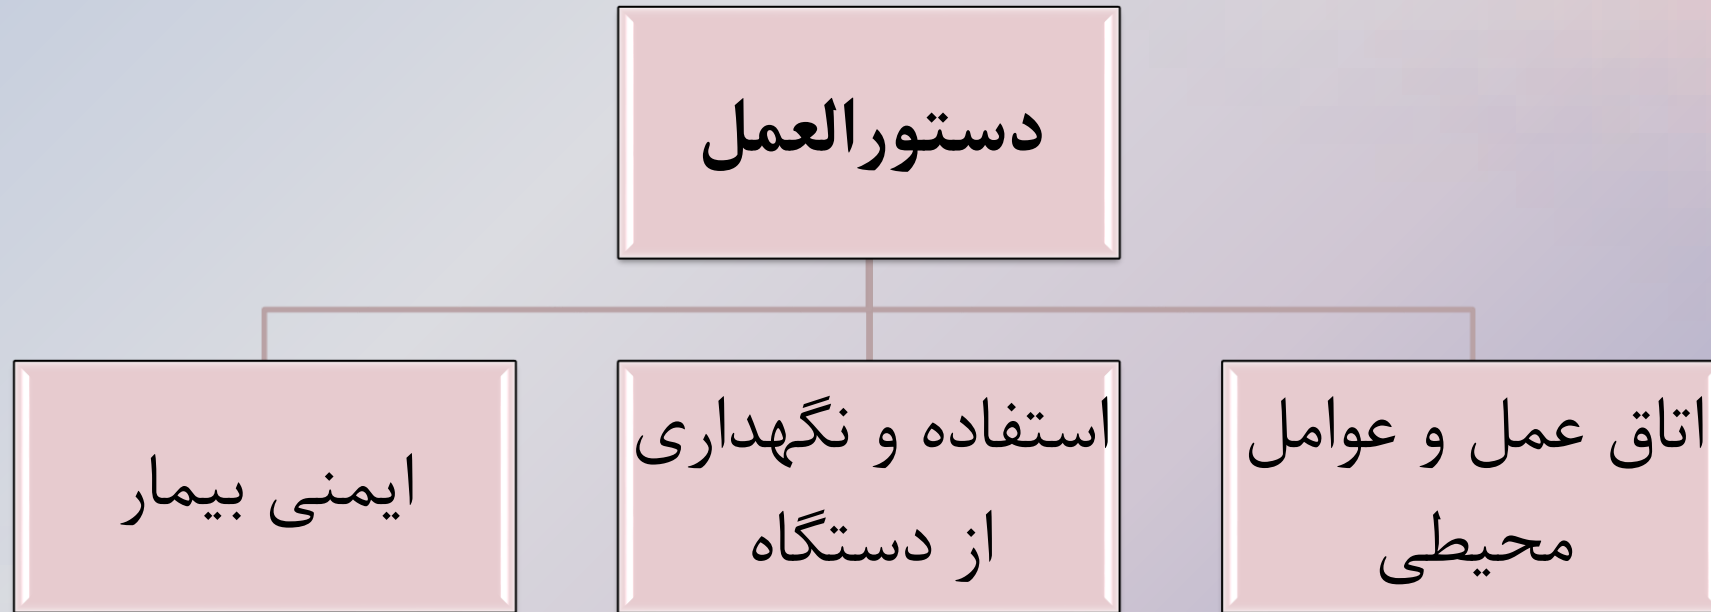 دستورالعمل
اتاق عمل و عوامل
محیطی
استفاده و نگهداری
از دستگاه
ایمنی بیمار